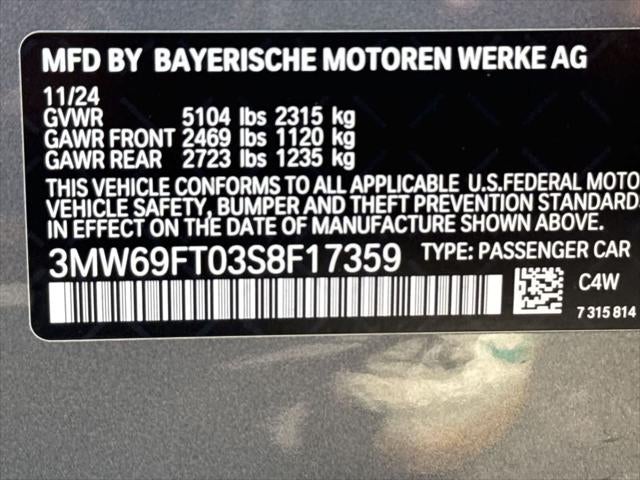 MFD BY BAYERISCHE MOTOREN WERKE AG
11/24
GVWR 5104 lbs 2315 kg
GAWR FRONT 2469 lbs 1120 kg
GAWR REAR 2723 lbs 1235 kg
THIS VEHICLE CONFORMS TO ALL APPLICABLE U.S.FEDERAL MOTO
VEHICLE SAFETY, BUMPER AND THEFT PREVENTION STANDARD
IN EFFECT ON THE DATE OF MANUFACTURE SHOWN ABOVE.
3MW69FT03S8F17359 TYPE: PASSENGER CAR
C4W
7 315 814